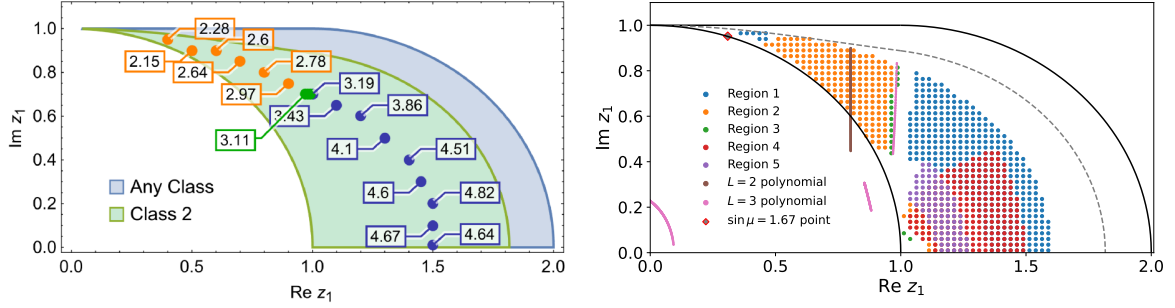 1.0
0.8
0.6
0.4
0.2
0.0
Im z₁
2.28
2.6
2.15
2.64
2.78
2.97
3.19
3.43
3.86
3.11
4.1
4.51
4.6
4.82
4.67
4.64
Any Class
Class 2
0.0
0.5
1.0
1.5
2.0
Re z₁
1.0
0.8
0.6
0.4
0.2
0.0
Im z₁
Region 1
Region 2
Region 3
Region 4
Region 5
L = 2 polynomial
L = 3 polynomial
sin μ = 1.67 point
0.0
0.5
1.0
1.5
2.0
Re z₁